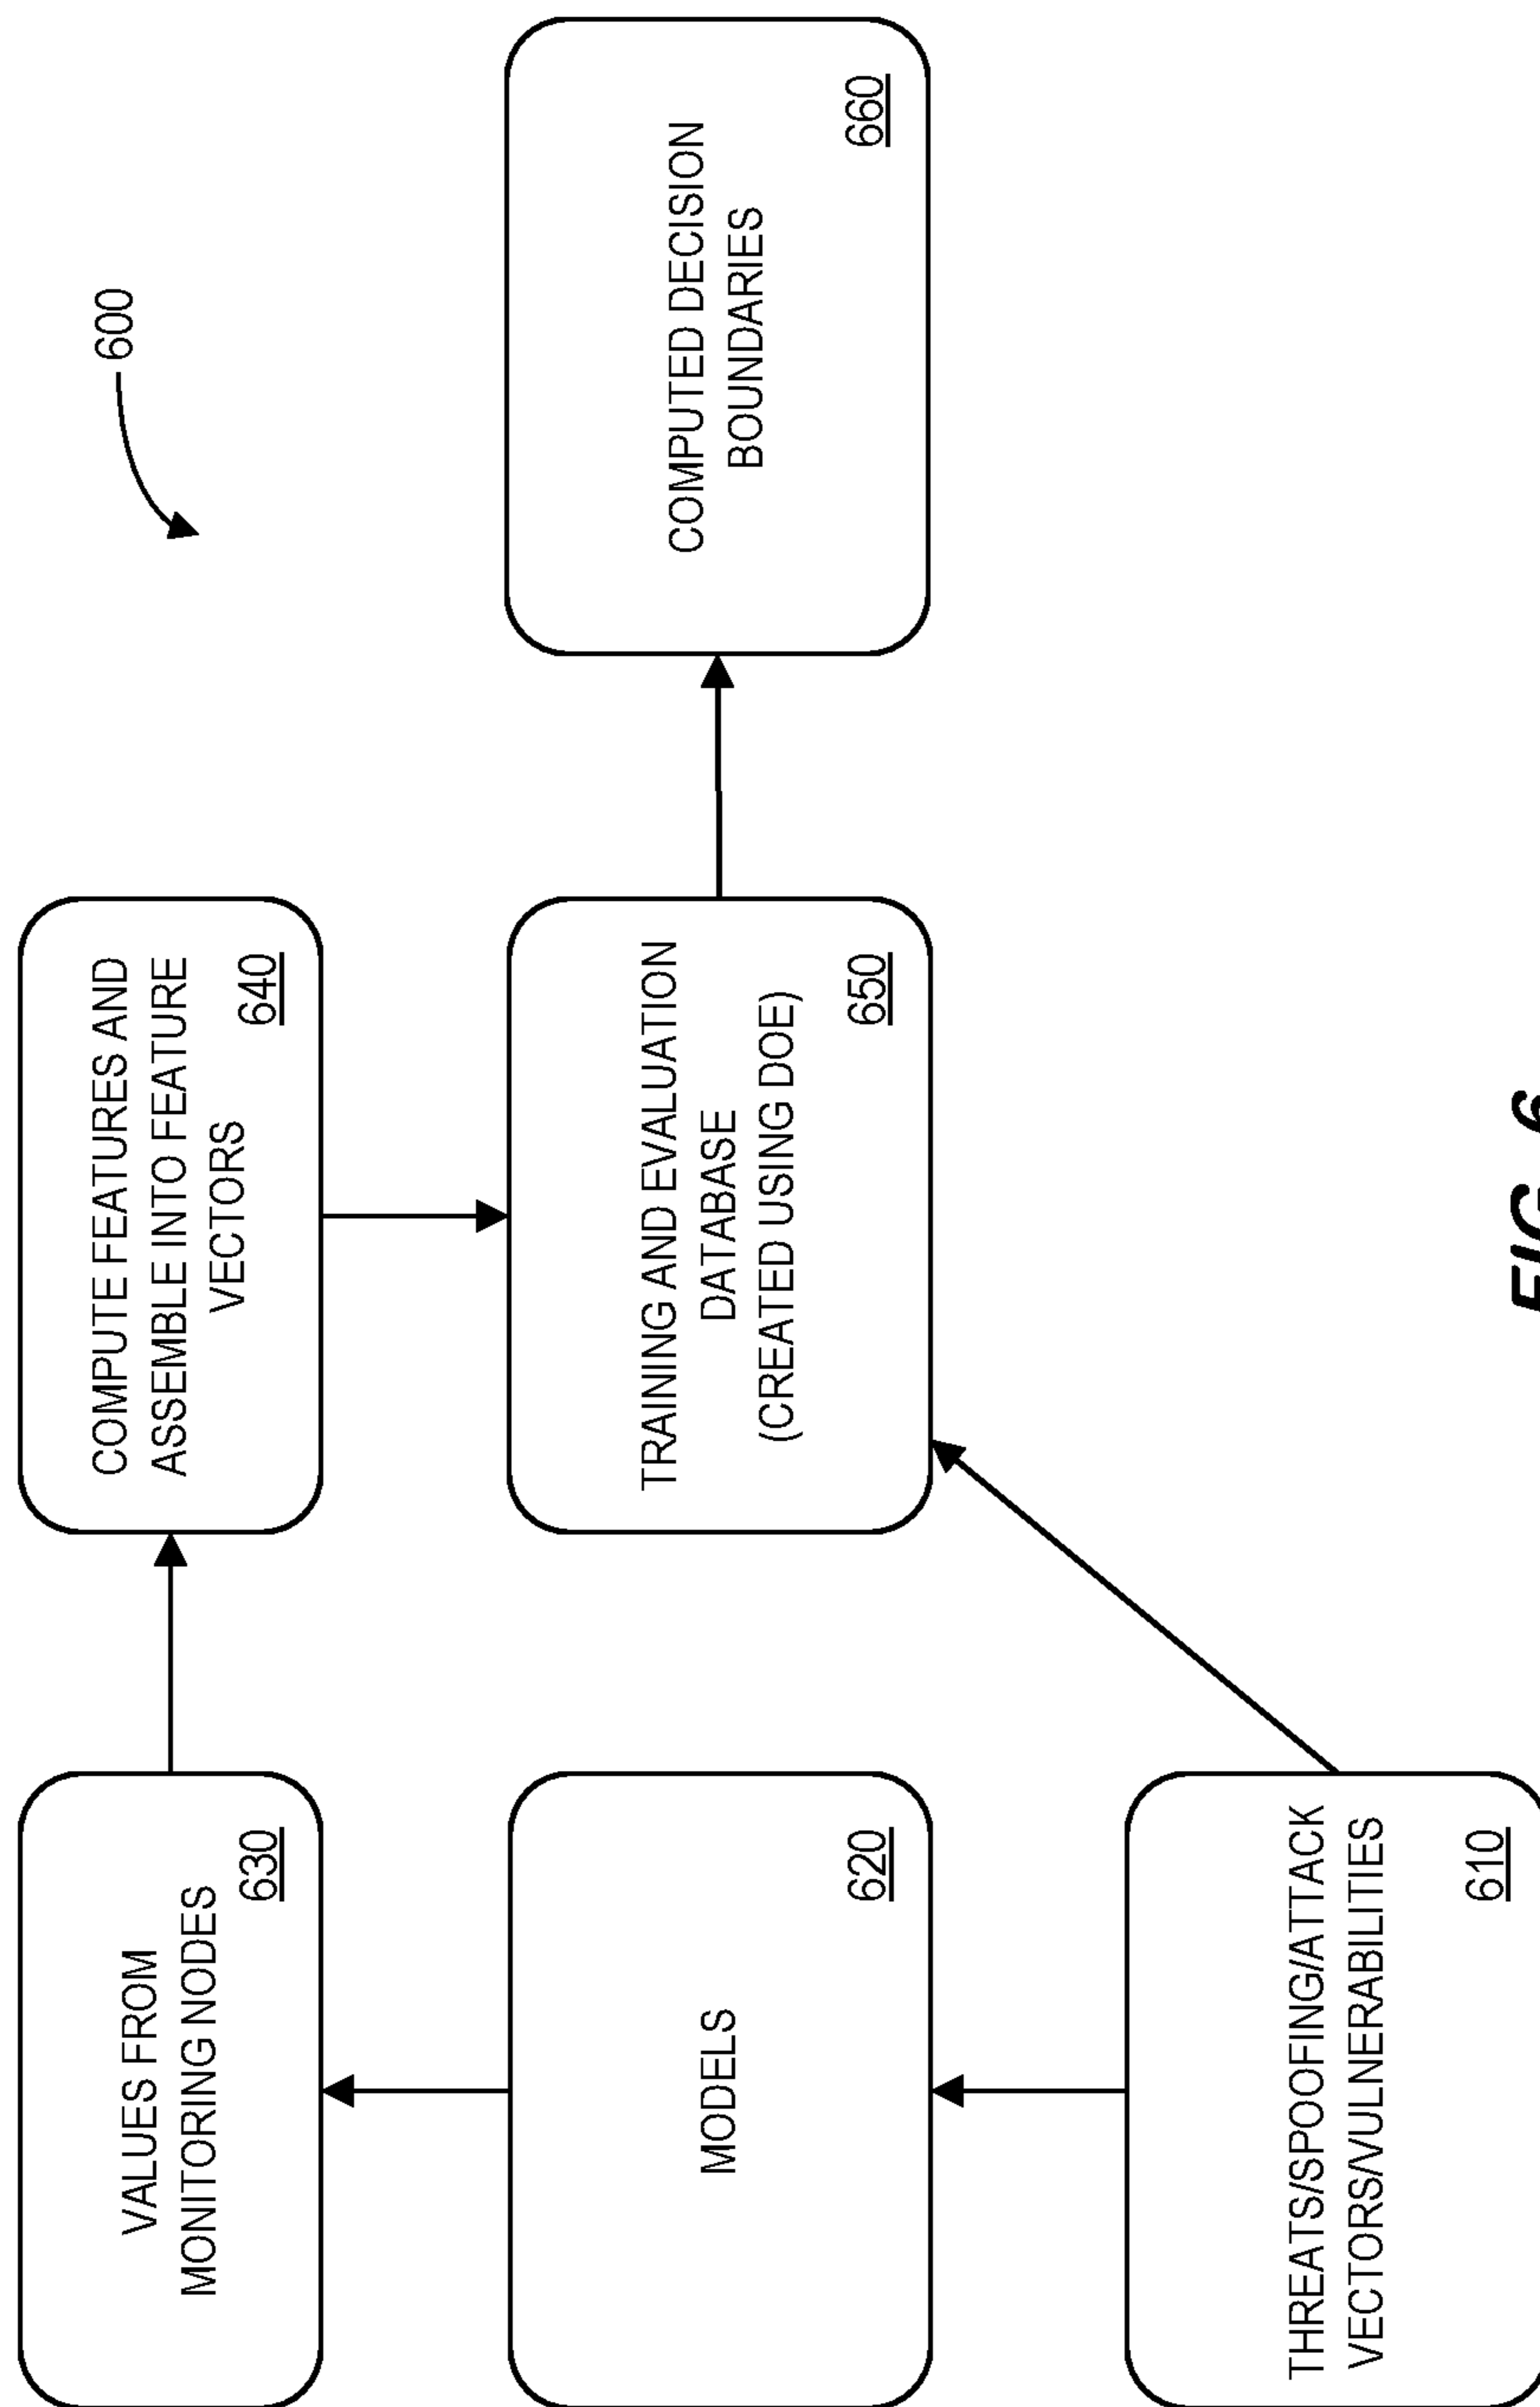 600
VALUES FROM
MONITORING NODES
630
COMPUTE FEATURES AND
ASSEMBLE INTO FEATURE
VECTORS
640
MODELS
620
TRAINING AND EVALUATION
DATABASE
(CREATED USING DOE)
650
COMPUTED DECISION
BOUNDARIES
660
THREATS/SPOOFING/ATTACK
VECTORS/VULNERABILITIES
610
FIG. 6